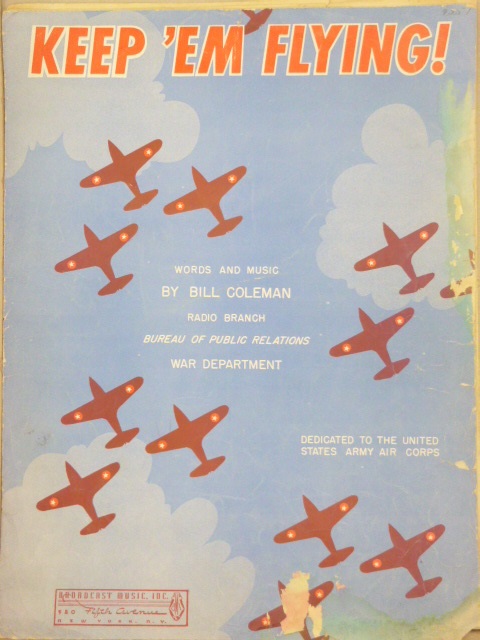 KEEP 'EM FLYING!
WORDS AND MUSIC
BY BILL COLEMAN
RADIO BRANCH
BUREAU OF PUBLIC RELATIONS
WAR DEPARTMENT
DEDICATED TO THE UNITED
STATES ARMY AIR CORPS
BROADCAST MUSIC, INC.
580 Fifth Avenue
NEW YORK, N.Y.